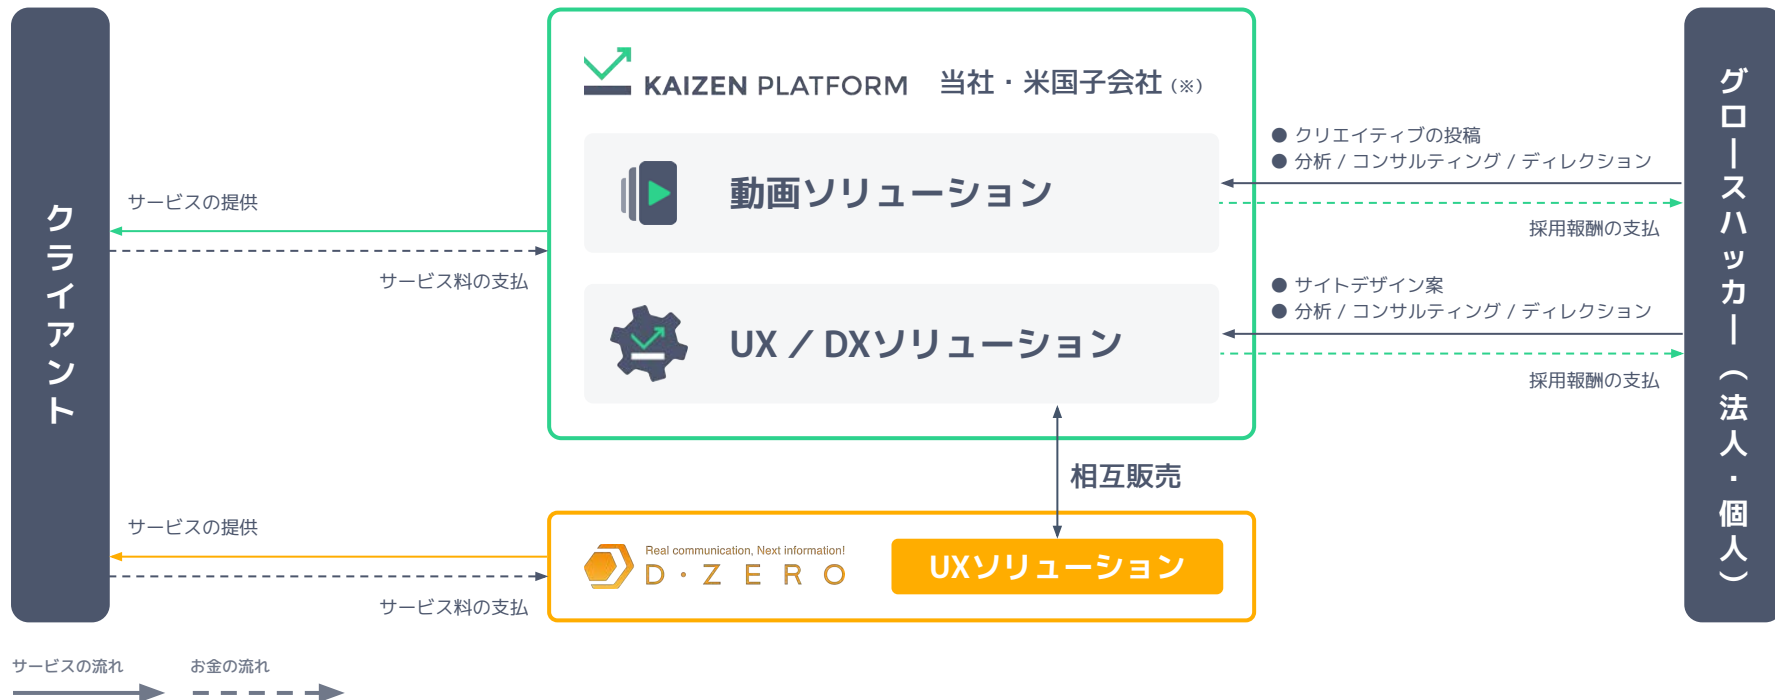 クライアント
サービスの提供
サービス料の支払
サービスの提供
サービス料の支払
KAIZEN PLATFORM 当社・米国子会社(※)
動画ソリューション
UX / DXソリューション
相互販売
Real communication, Next information!
D・ZERO
UXソリューション
● クリエイティブの投稿
● 分析 / コンサルティング / ディレクション
採用報酬の支払
● サイトデザイン案
● 分析 / コンサルティング / ディレクション
採用報酬の支払
グロースハッカー(法人・個人)
サービスの流れ
お金の流れ